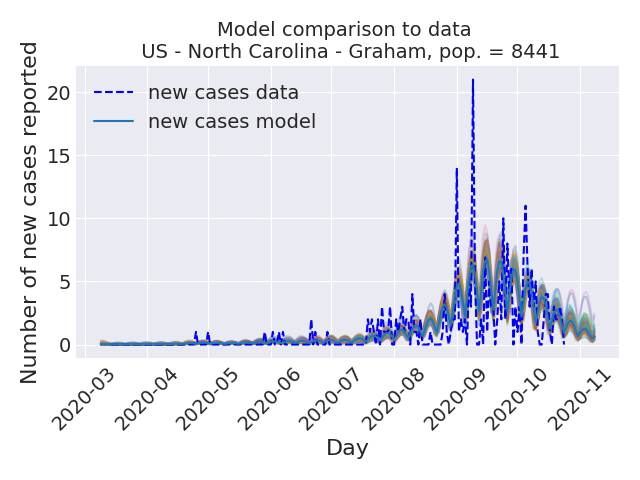 Model comparison to data
US - North Carolina - Graham, pop. = 8441
Number of new cases reported
20
15
10
5
0
new cases data
new cases model
2020-03
2020-04
2020-05
2020-06
2020-07
2020-08
2020-09
2020-10
2020-11
Day